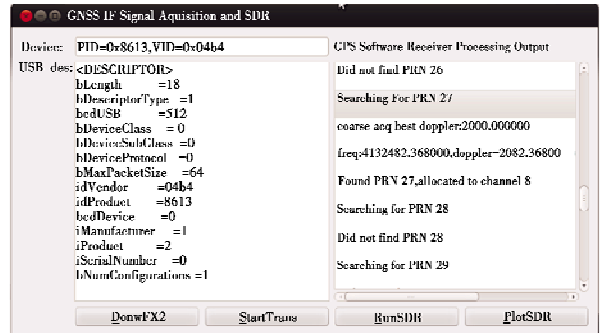 GNSS IF Signal Aquisition and SDR
Device: PID=0x8613,VID=0x04b4
GPS Software Receiver Processing Output
USB des:
<DESCRIPTOR>
bLength =18
bDescriptorType =1
bcdUSB =512
bDeviceClass = 0
bDeviceSubClass =0
bDeviceProtocol =0
bMaxPacketSize =64
idVendor =04b4
idProduct =8613
bcdDevice =0
iManufacturer =1
iProduct =2
iSerialNumber =0
bNumConfigurations =1
Did not find PRN 26
Searching For PRN 27
coarse acq best doppler:2000.000000
freq:4132482.368000,doppler=2082.36800
Found PRN 27,allocated to channel 8
Searching for PRN 28
Did not find PRN 28
Searching for PRN 29
DonwFX2
StartTrans
RunSDR
PlotSDR